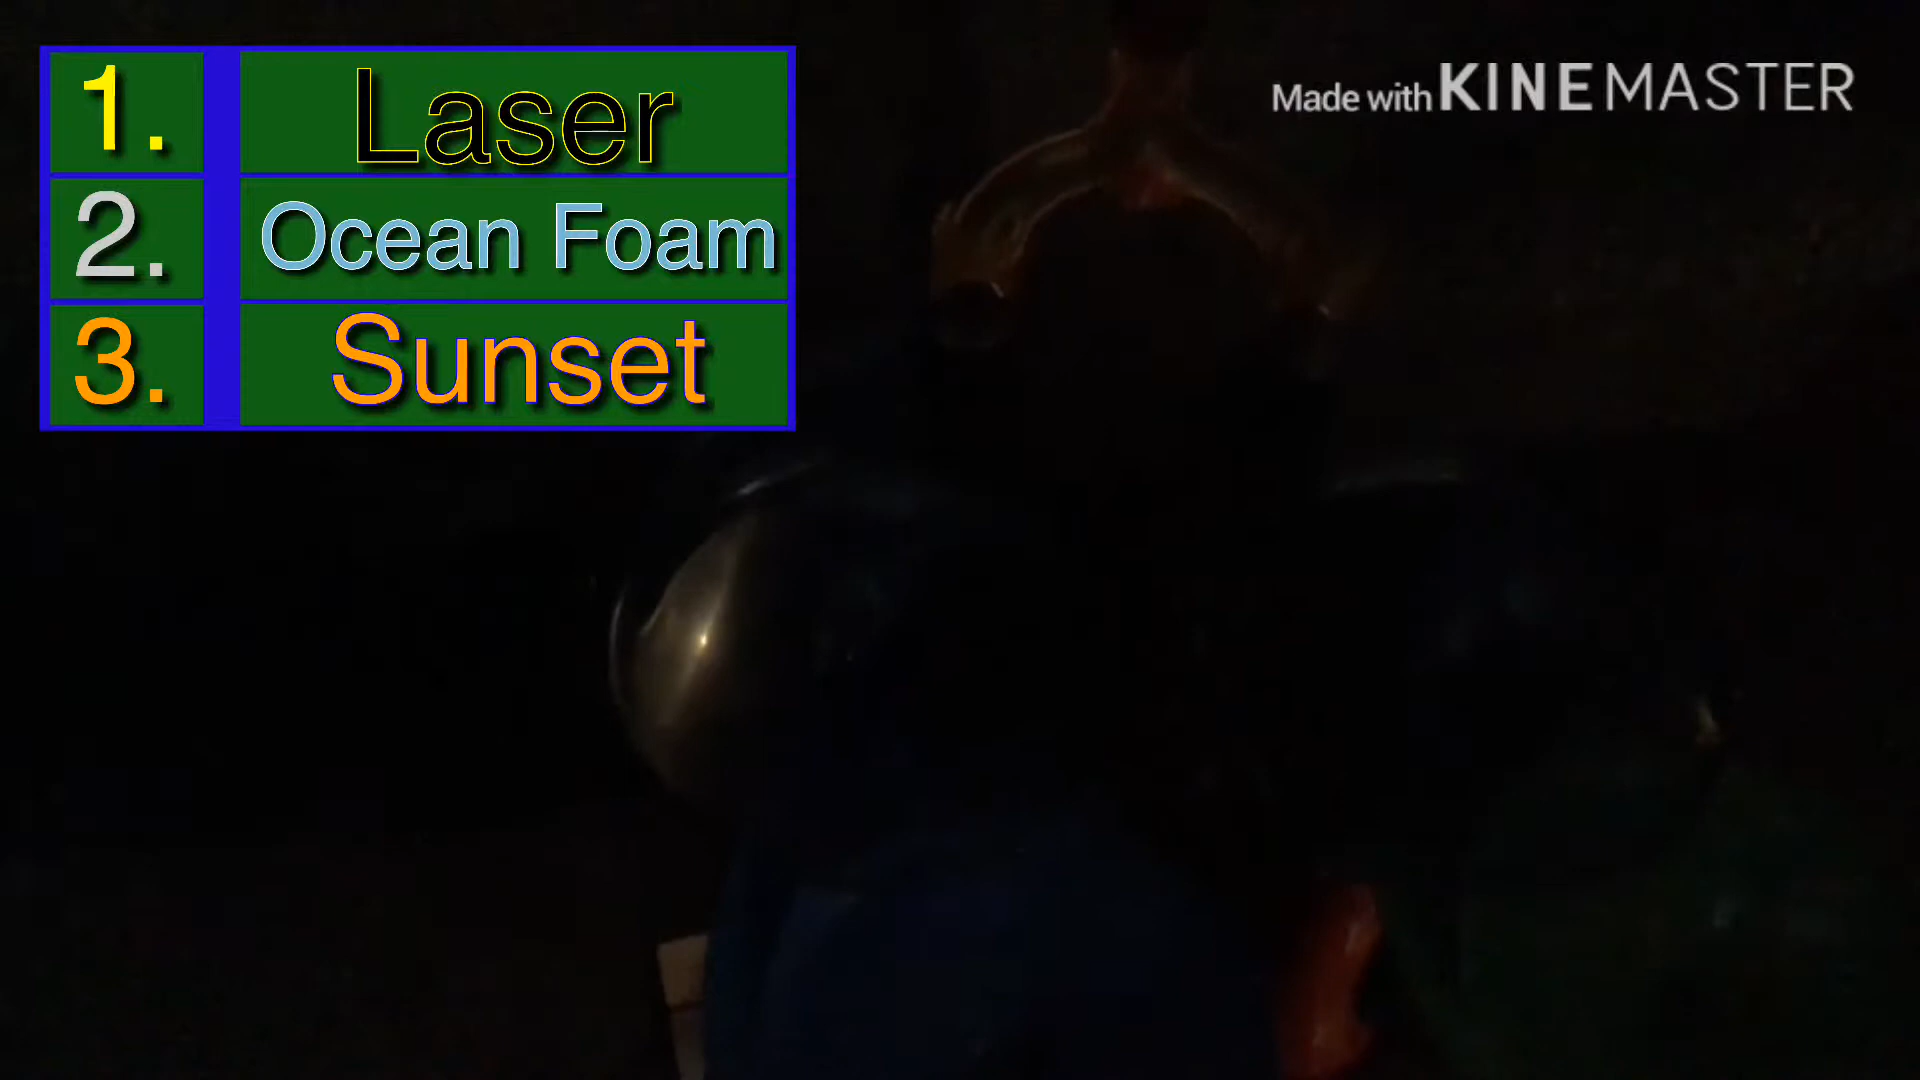 1. Laser
2. Ocean Foam
3. Sunset
Made with KINEMASTER